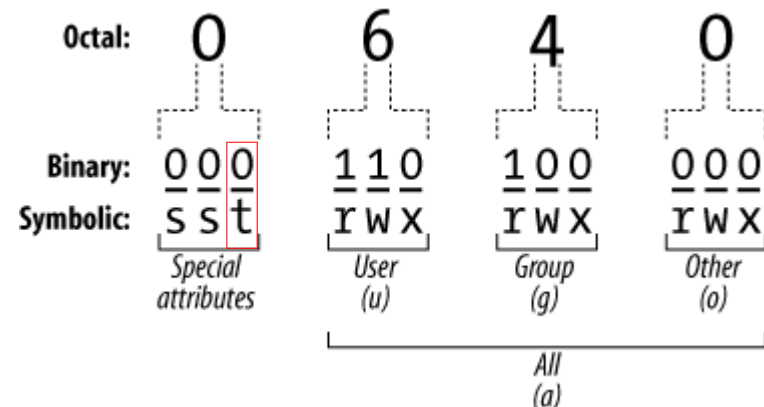 Octal: 0 6 4 0
Binary: 0 0 0 1 1 0 1 0 0 0 0 0
Symbolic: s s t r w x r w x r w x
Special User Group Other
attributes (u) (g) (o)
All
(a)